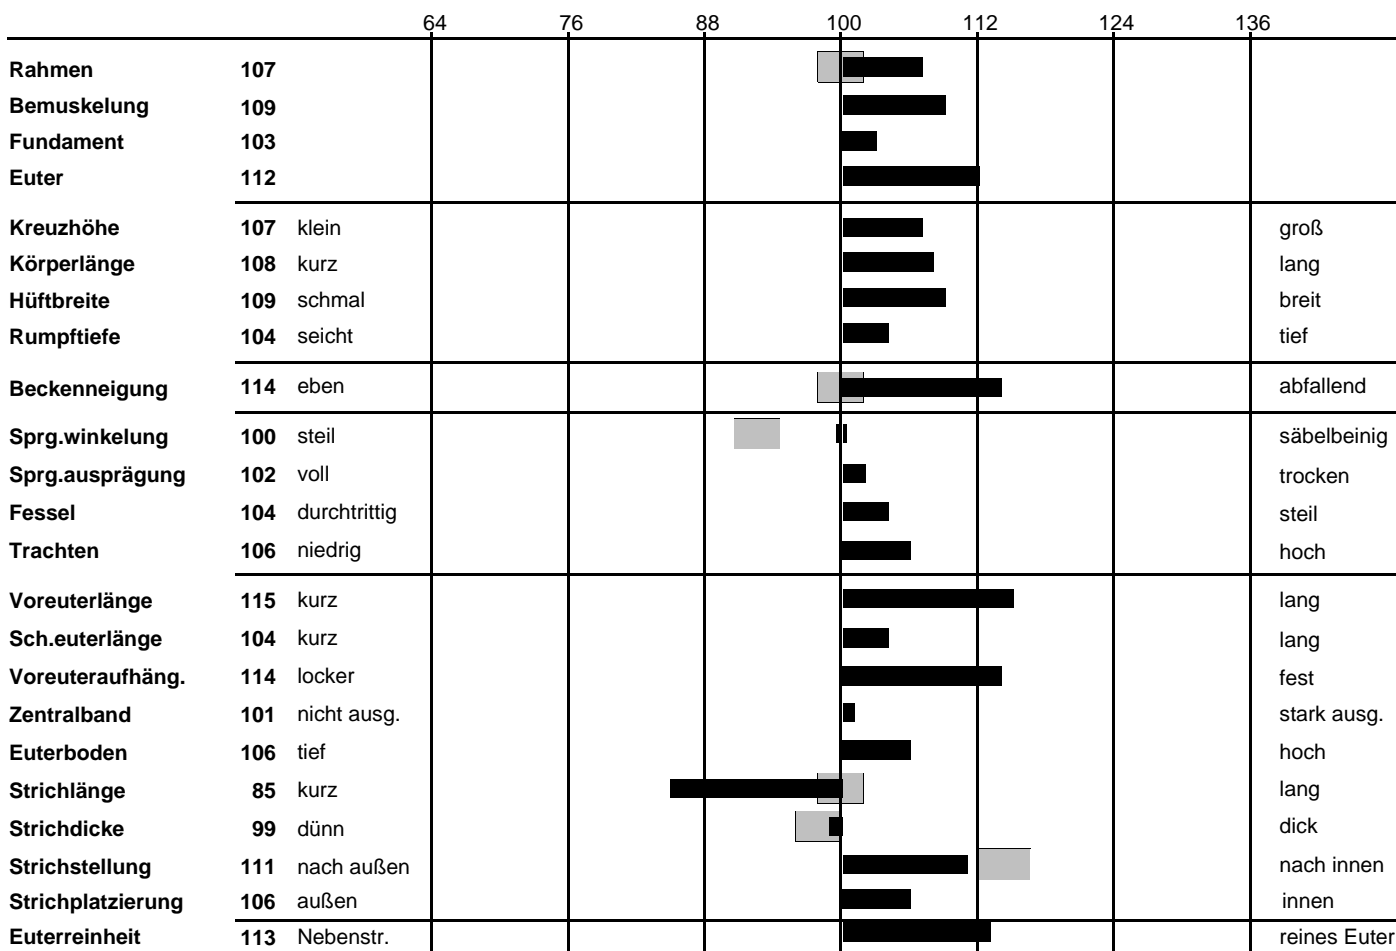 64 76 88 100 112 124 136
Rahmen 107
Bemuskelung 109
Fundament 103
Euter 112
Kreuzhöhe 107 klein groß
Körperlänge 108 kurz lang
Hüftbreite 109 schmal breit
Rumpftiefe 104 seicht tief
Beckenneigung 114 eben abfallend
Sprg.winkelung 100 steil säbelbeinig
Sprg.ausprägung 102 voll trocken
Fessel 104 durchtrittig steil
Trachten 106 niedrig hoch
Voreuterlänge 115 kurz lang
Sch.euterlänge 104 kurz lang
Voreuteraufhäng. 114 locker fest
Zentralband 101 nicht ausg. stark ausg.
Euterboden 106 tief hoch
Strichlänge 85 kurz lang
Strichdicke 99 dünn dick
Strichstellung 111 nach außen nach innen
Strichplatzierung 106 außen innen
Euterreinheit 113 Nebenstr. reines Euter